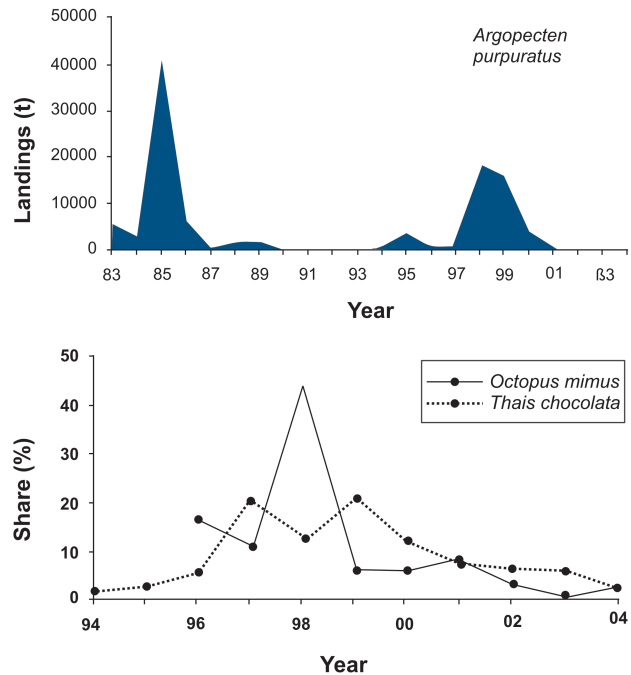 50000
40000
30000
20000
10000
0
Landings (t)
Argopecten
purpuratus
83 85 87 89 91 93 95 97 99 01 ß3
Year
50
40
30
20
10
0
Share (%)
Octopus mimus
Thais chocolata
94 96 98 00 02 04
Year